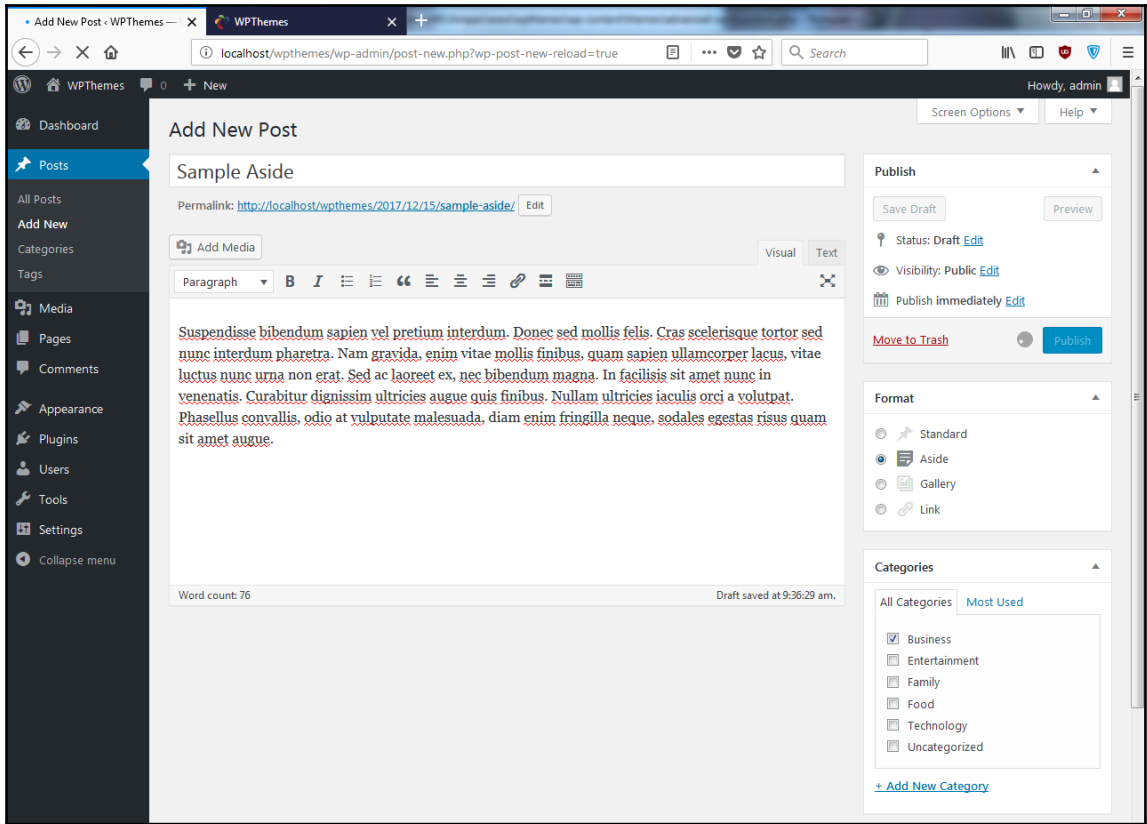 Add New Post ‹ WPThemes —
WPThemes
localhost/wpthemes/wp-admin/post-new.php?wp-post-new-reload=true
Search
WPThemes 0 + New
Howdy, admin
Screen Options ▼
Help ▼
Dashboard
Posts
All Posts
Add New
Categories
Tags
Media
Pages
Comments
Appearance
Plugins
Users
Tools
Settings
Collapse menu
Add New Post
Sample Aside
Permalink: http://localhost/wpthemes/2017/12/15/sample-aside/ Edit
Add Media
Visual Text
Paragraph
B I
Suspendisse bibendum sapien vel pretium interdum. Donec sed mollis felis. Cras scelerisque tortor sed
nunc interdum pharetra. Nam gravida, enim vitae mollis finibus, quam sapien ullamcorper lacus, vitae
luctus nunc urna non erat. Sed ac laoreet ex, nec bibendum magna. In facilisis sit amet nunc in
venenatis. Curabitur dignissim ultricies augue quis finibus. Nullam ultricies iaculis orci a volutpat.
Phasellus convallis, odio at vulputate malesuada, diam enim fringilla neque, sodales egestas risus quam
sit amet augue.
Word count: 76
Draft saved at 9:36:29 am.
Publish
Save Draft
Preview
Status: Draft Edit
Visibility: Public Edit
Publish immediately Edit
Move to Trash
Publish
Format
Standard
Aside
Gallery
Link
Categories
All Categories
Most Used
Business
Entertainment
Family
Food
Technology
Uncategorized
+ Add New Category